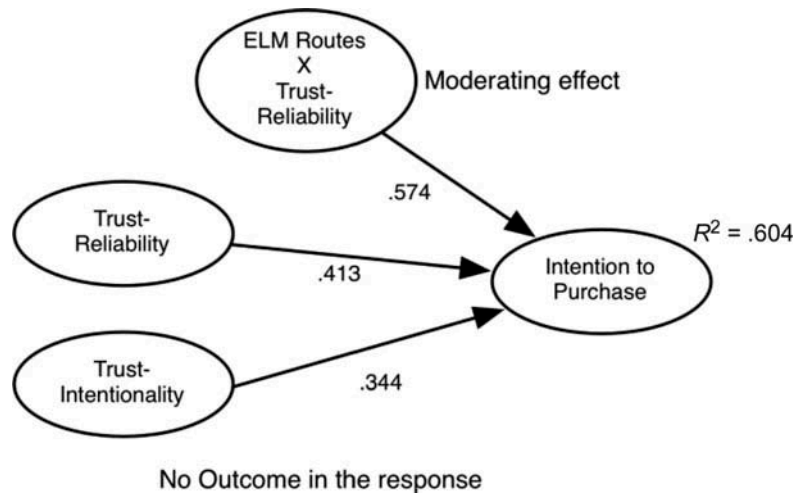 ELM Routes
X
Trust-
Reliability
Moderating effect
.574
Trust-
Reliability
.413
R² = .604
Intention to
Purchase
Trust-
Intentionality
.344
No Outcome in the response